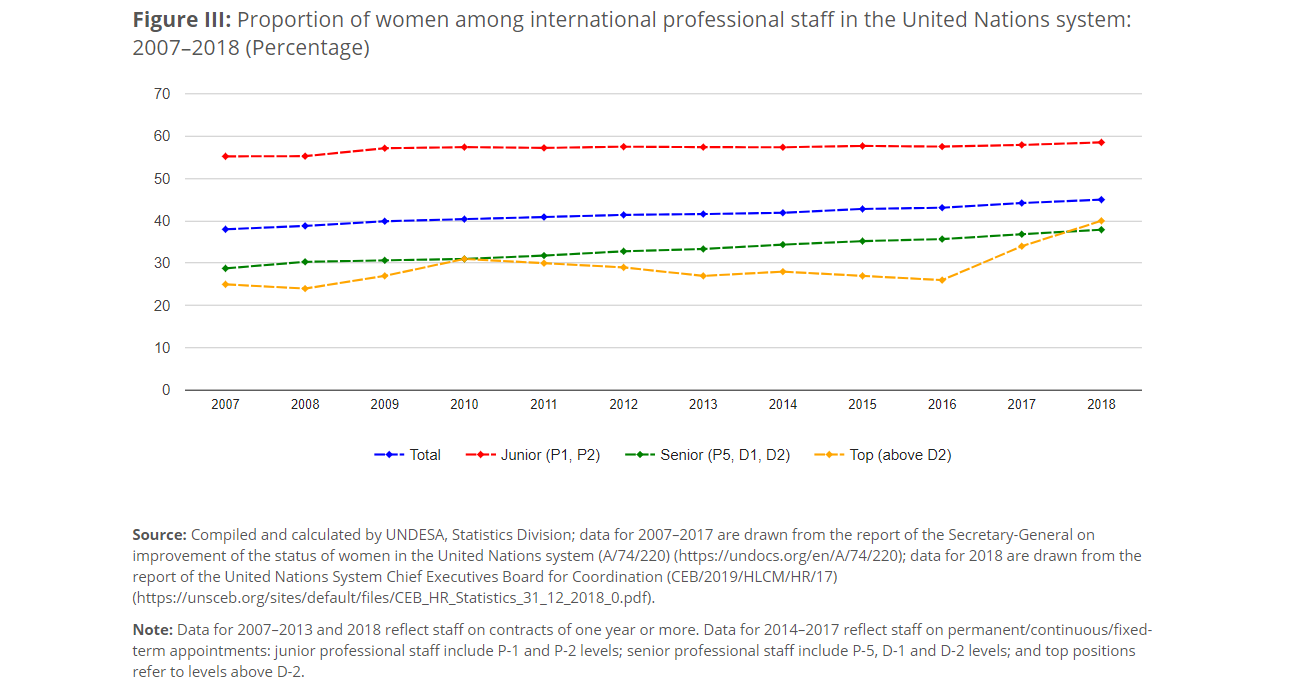 Figure III: Proportion of women among international professional staff in the United Nations system:
2007–2018 (Percentage)
70
60
50
40
30
20
10
0
2007 2008 2009 2010 2011 2012 2013 2014 2015 2016 2017 2018
Total Junior (P1, P2) Senior (P5, D1, D2) Top (above D2)
Source: Compiled and calculated by UNDESA, Statistics Division; data for 2007–2017 are drawn from the report of the Secretary-General on
improvement of the status of women in the United Nations system (A/74/220) (https://undocs.org/en/A/74/220); data for 2018 are drawn from the
report of the United Nations System Chief Executives Board for Coordination (CEB/2019/HLCM/HR/17)
(https://unsceb.org/sites/default/files/CEB_HR_Statistics_31_12_2018_0.pdf).
Note: Data for 2007–2013 and 2018 reflect staff on contracts of one year or more. Data for 2014–2017 reflect staff on permanent/continuous/fixed-
term appointments: junior professional staff include P-1 and P-2 levels; senior professional staff include P-5, D-1 and D-2 levels; and top positions
refer to levels above D-2.